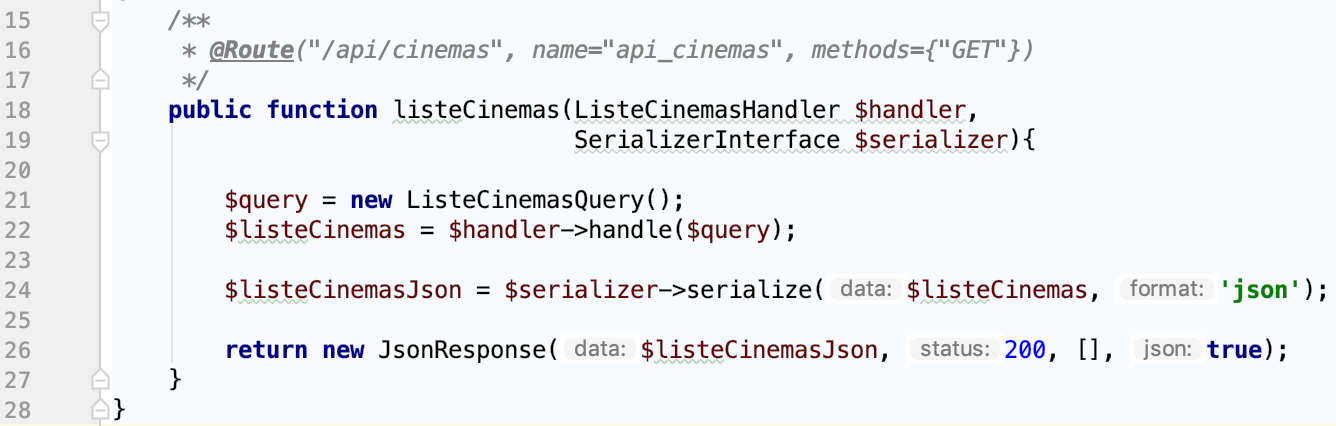 15 /**
16 * @Route("/api/cinemas", name="api_cinemas", methods={"GET"})
17 */
18 public function listeCinemas(ListeCinemasHandler $handler,
19 SerializerInterface $serializer){
20
21 $query = new ListeCinemasQuery();
22 $listeCinemas = $handler->handle($query);
23
24 $listeCinemasJson = $serializer->serialize( data: $listeCinemas, format: 'json');
25
26 return new JsonResponse( data: $listeCinemasJson, status: 200, [], json: true);
27 }
28 }